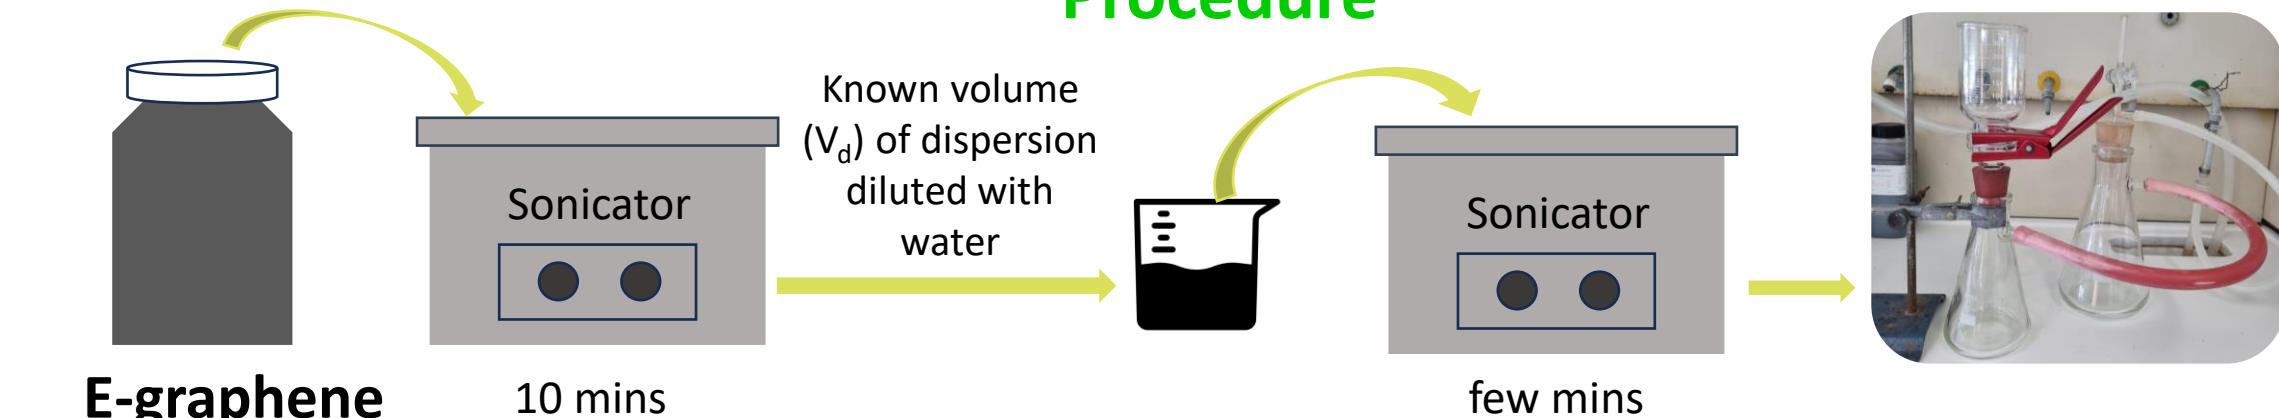 Procedure
Known volume
(Vd) of dispersion
diluted with
water
Sonicator
Sonicator
E-graphene
10 mins
few mins